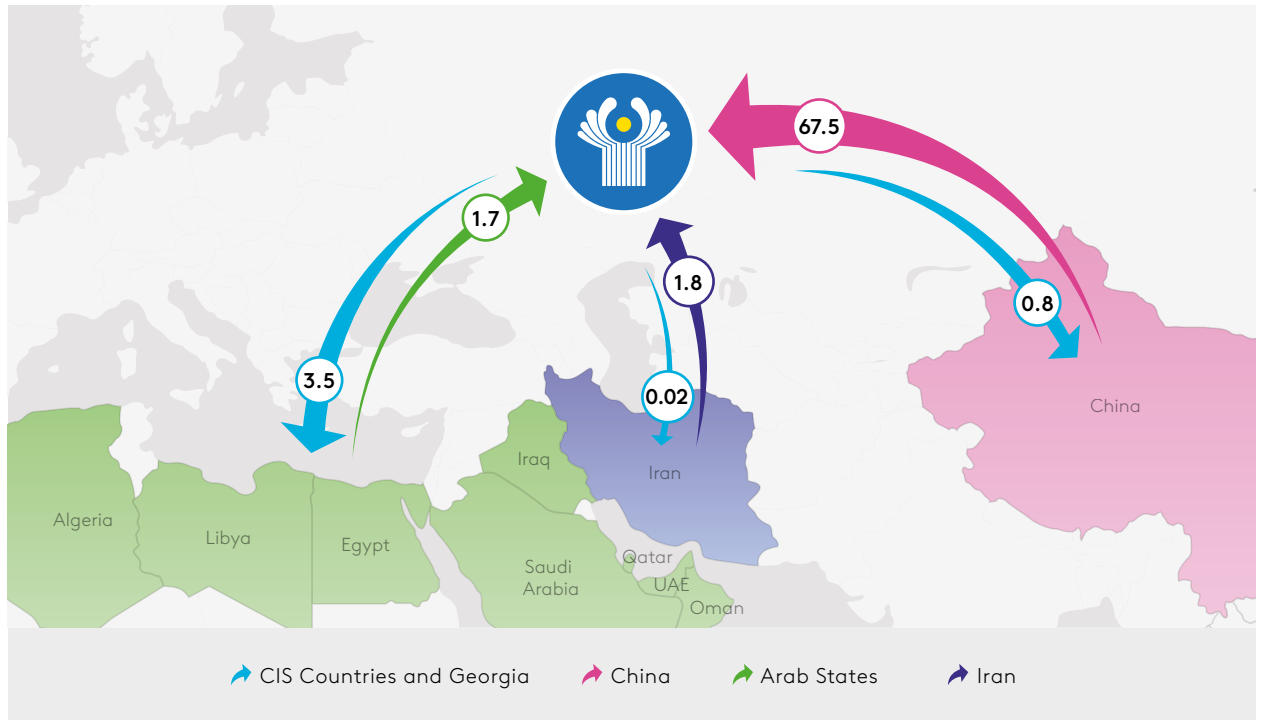 67.5
1.7
1.8
0.8
3.5
0.02
China
Iraq
Iran
Algeria
Libya
Egypt
Qatar
Saudi
Arabia
UAE
Oman
CIS Countries and Georgia
China
Arab States
Iran